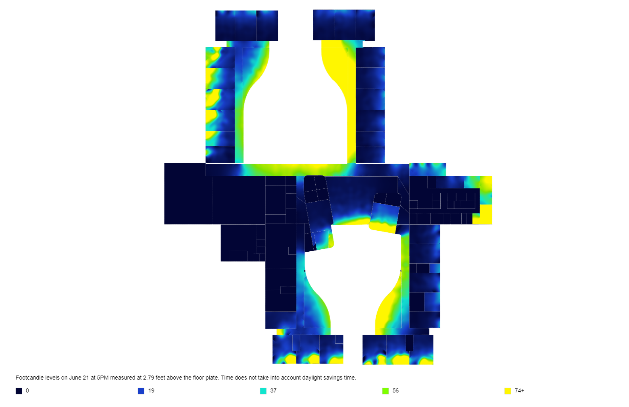 Footcandle levels on June 21 at 5PM measured at 2.79 feet above the floor plate. Time does not take into account daylight savings time.
0 19 37 56 74+